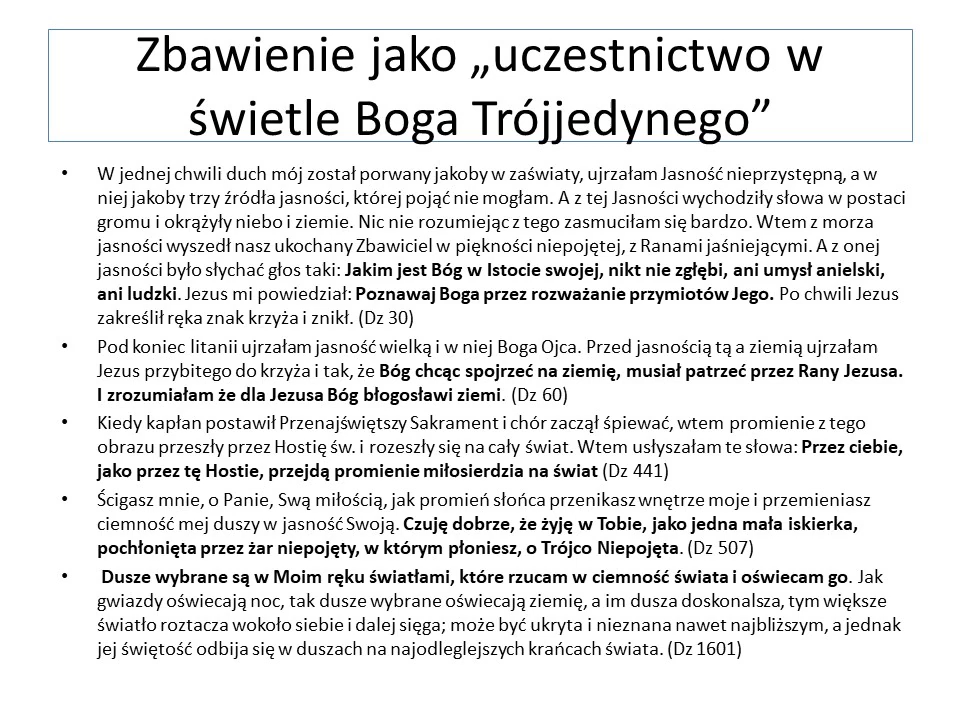 Zbawienie jako „uczestnictwo w
świetle Boga Trójjedynego”
• W jednej chwili duch mój został porwany jakoby w zaświaty, ujrzałam Jasność nieprzystępną, a w
niej jakoby trzy źródła jasności, której pojąć nie mogłam. A z tej Jasności wychodziły słowa w postaci
gromu i okrążyły niebo i ziemie. Nic nie rozumiejąc z tego zasmuciłam się bardzo. Wtem z morza
jasności wyszedł nasz ukochany Zbawiciel w piękności niepojętej, z Ranami jaśniejącymi. A z onej
jasności było słychać głos taki: Jakim jest Bóg w Istocie swojej, nikt nie zgłębi, ani umysł anielski,
ani ludzki. Jezus mi powiedział: Poznawaj Boga przez rozważanie przymiotów Jego. Po chwili Jezus
zakreślił ręka znak krzyża i znikł. (Dz 30)
• Pod koniec litanii ujrzałam jasność wielką i w niej Boga Ojca. Przed jasnością tą a ziemią ujrzałam
Jezus przybitego do krzyża i tak, że Bóg chcąc spojrzeć na ziemię, musiał patrzeć przez Rany Jezusa.
I zrozumiałam że dla Jezusa Bóg błogosławi ziemi. (Dz 60)
• Kiedy kapłan postawił Przenajświętszy Sakrament i chór zaczął śpiewać, wtem promienie z tego
obrazu przeszły przez Hostię św. i rozeszły się na cały świat. Wtem usłyszałam te słowa: Przez ciebie,
jako przez tę Hostie, przejdą promienie miłosierdzia na świat (Dz 441)
• Ścigasz mnie, o Panie, Swą miłością, jak promień słońca przenikasz wnętrze moje i przemieniasz
ciemność mej duszy w jasność Swoją. Czuję dobrze, że żyję w Tobie, jako jedna mała iskierka,
pochłonięta przez żar niepojęty, w którym płoniesz, o Trójco Niepojęta. (Dz 507)
• Dusze wybrane są w Moim ręku światłami, które rzucam w ciemność świata i oświecam go. Jak
gwiazdy oświecają noc, tak dusze wybrane oświecają ziemię, a im dusza doskonalsza, tym większe
światło roztacza wokoło siebie i dalej sięga; może być ukryta i nieznana nawet najbliższym, a jednak
jej świętość odbija się w duszach na najodleglejszych krańcach świata. (Dz 1601)